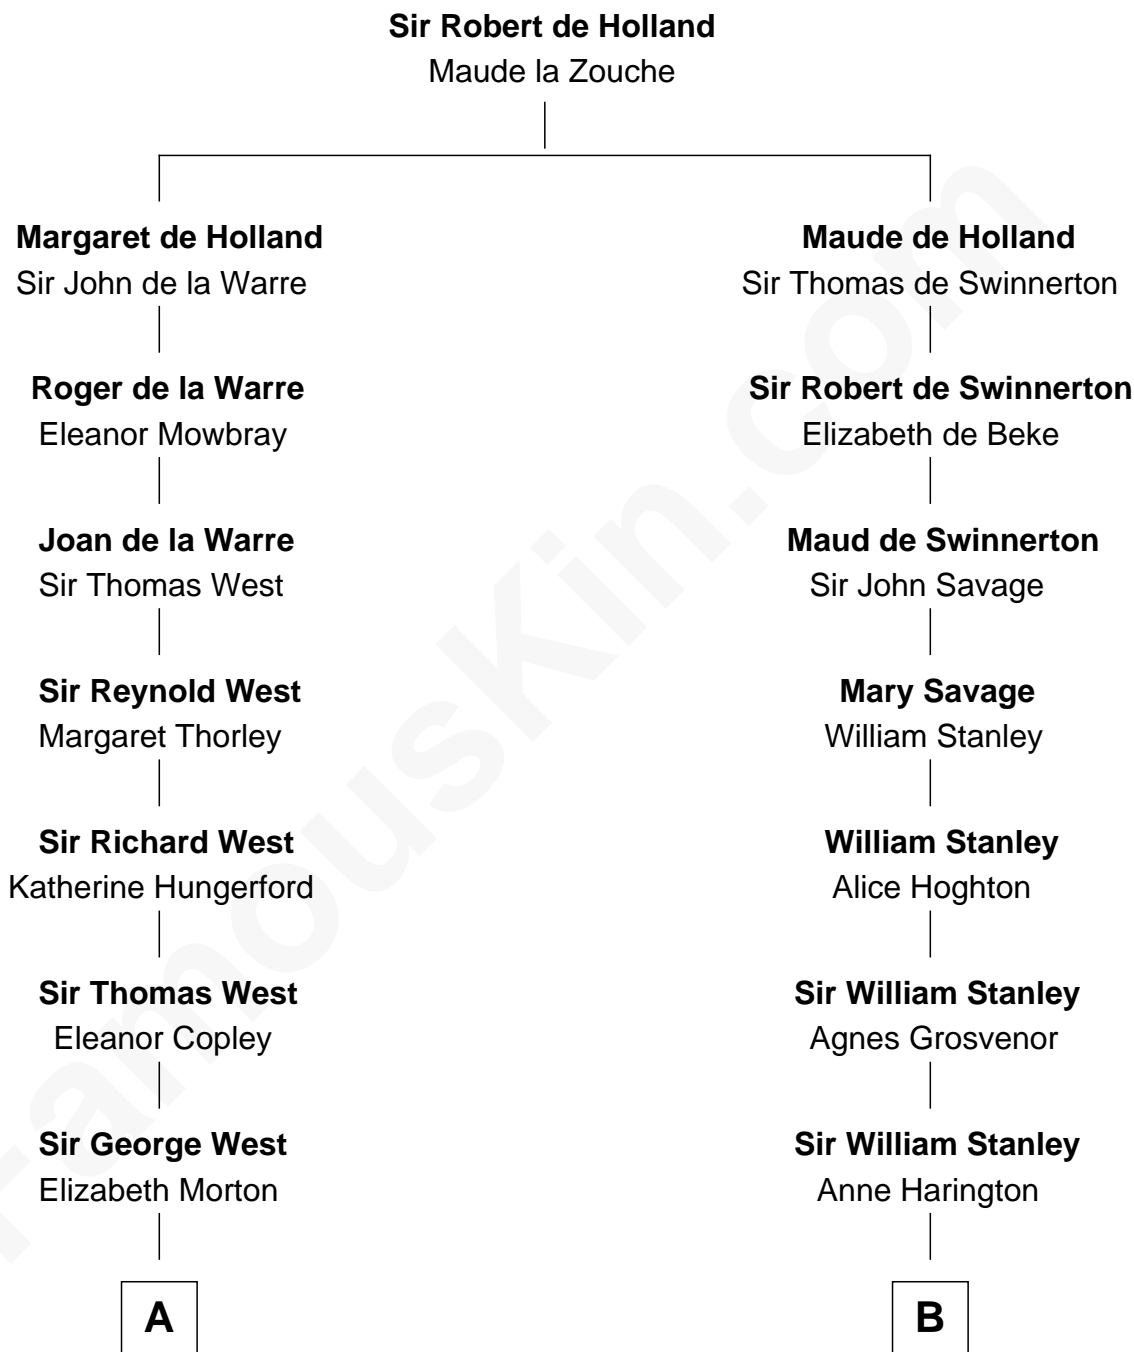 Sir Robert de Holland
Maude la Zouche
Margaret de Holland
Sir John de la Warre
Maude de Holland
Sir Thomas de Swinnerton
Roger de la Warre
Eleanor Mowbray
Sir Robert de Swinnerton
Elizabeth de Beke
Joan de la Warre
Sir Thomas West
Maud de Swinnerton
Sir John Savage
Sir Reynold West
Margaret Thorley
Mary Savage
William Stanley
Sir Richard West
Katherine Hungerford
William Stanley
Alice Hoghton
Sir Thomas West
Eleanor Copley
Sir William Stanley
Agnes Grosvenor
Sir George West
Elizabeth Morton
Sir William Stanley
Anne Harington
A
B
FamousKin.com